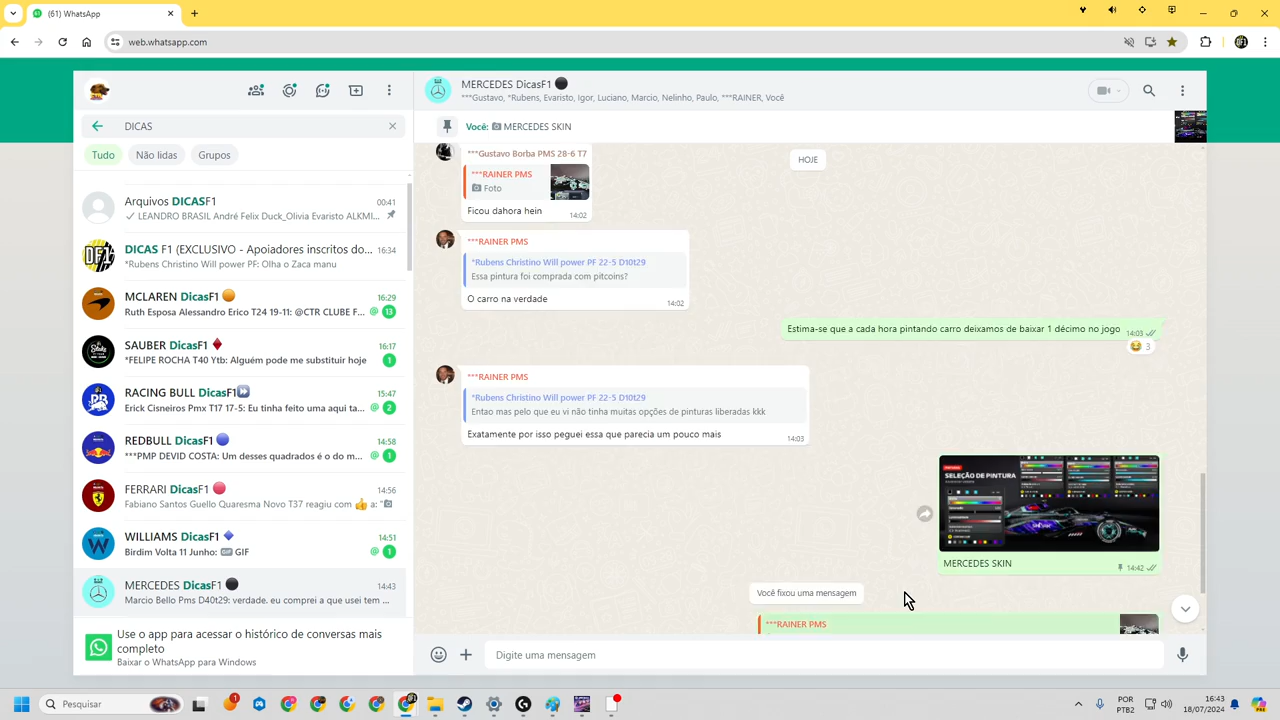 (61) WhatsApp
web.whatsapp.com
DICAS
Tudo
Não lidas
Grupos
Arquivos DICASF1
00:41
LEANDRO BRASIL André Felix Duck_Olivia Evaristo ALKMI...
DICAS F1 (EXCLUSIVO - Apoiadores inscritos do...
16:34
*Rubens Christino Will power PF: Olha o Zaca manu
MCLAREN DicasF1
16:29
Ruth Esposa Alessandro Erico T24 19-11: @CTR CLUBE F...
@ 13
SAUBER DicasF1
16:17
*FELIPE ROCHA T40 Ytb: Alguém pode me substituir hoje
1
RACING BULL DicasF1
15:47
Erick Cisneiros Pmx T17 17-5: Eu tinha feito uma aqui ta...
@ 2
REDBULL DicasF1
14:58
***PMP DEVID COSTA: Um desses quadrados é o do m...
@ 1
FERRARI DicasF1
14:56
Fabiano Santos Guello Quaresma Novo T37 reagiu com 👍 a: "
WILLIAMS DicasF1
14:51
Birdim Volta 11 Junho: GIF
@ 1
MERCEDES DicasF1
14:43
Marcio Bello Pms D40t29: verdade. eu comprei a que usei tem ...
Use o app para acessar o histórico de conversas mais
completo
Baixar o WhatsApp para Windows
MERCEDES DicasF1
***Gustavo, *Rubens, Evaristo, Igor, Luciano, Marcio, Nelinho, Paulo, ***RAINER, Você
Você: MERCEDES SKIN
HOJE
***Gustavo Borba PMS 28-6 T7
***RAINER PMS
Foto
Ficou dahora hein
14:02
***RAINER PMS
*Rubens Christino Will power PF 22-5 D10t29
Essa pintura foi comprada com pitcoins?
O carro na verdade
14:02
Estima-se que a cada hora pintando carro deixamos de baixar 1 décimo no jogo
14:03
😂 3
***RAINER PMS
*Rubens Christino Will power PF 22-5 D10t29
Entao mas pelo que eu vi não tinha muitas opções de pinturas liberadas kkk
Exatamente por isso peguei essa que parecia um pouco mais
14:03
SELEÇÃO DE PINTURA
MERCEDES SKIN
14:42
Você fixou uma mensagem
***RAINER PMS
Digite uma mensagem
Pesquisar
POR
PTB2
16:43
18/07/2024